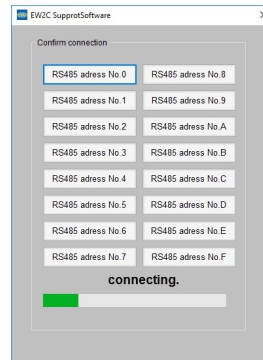 EW2C SupprotSoftware
Confirm connection
RS485 adress No.0 RS485 adress No.8
RS485 adress No.1 RS485 adress No.9
RS485 adress No.2 RS485 adress No.A
RS485 adress No.3 RS485 adress No.B
RS485 adress No.4 RS485 adress No.C
RS485 adress No.5 RS485 adress No.D
RS485 adress No.6 RS485 adress No.E
RS485 adress No.7 RS485 adress No.F
connecting.